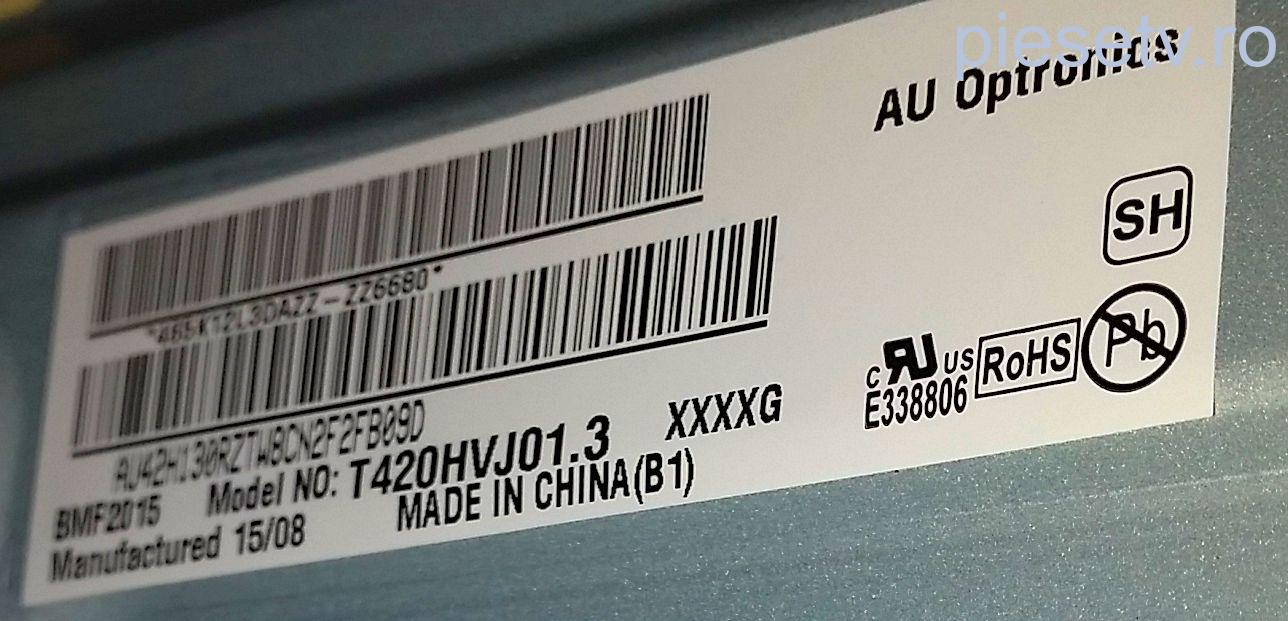 piesetv.ro
AU Optronics
SH
*465K12L3DAZZ-ZZ6680*
c RU US
E338806
RoHS
Pb
AU42H130RZTW8CN2F2FB09D
BMF2015 Model NO: T420HVJ01.3 XXXXG
Manufactured 15/08 MADE IN CHINA(B1)